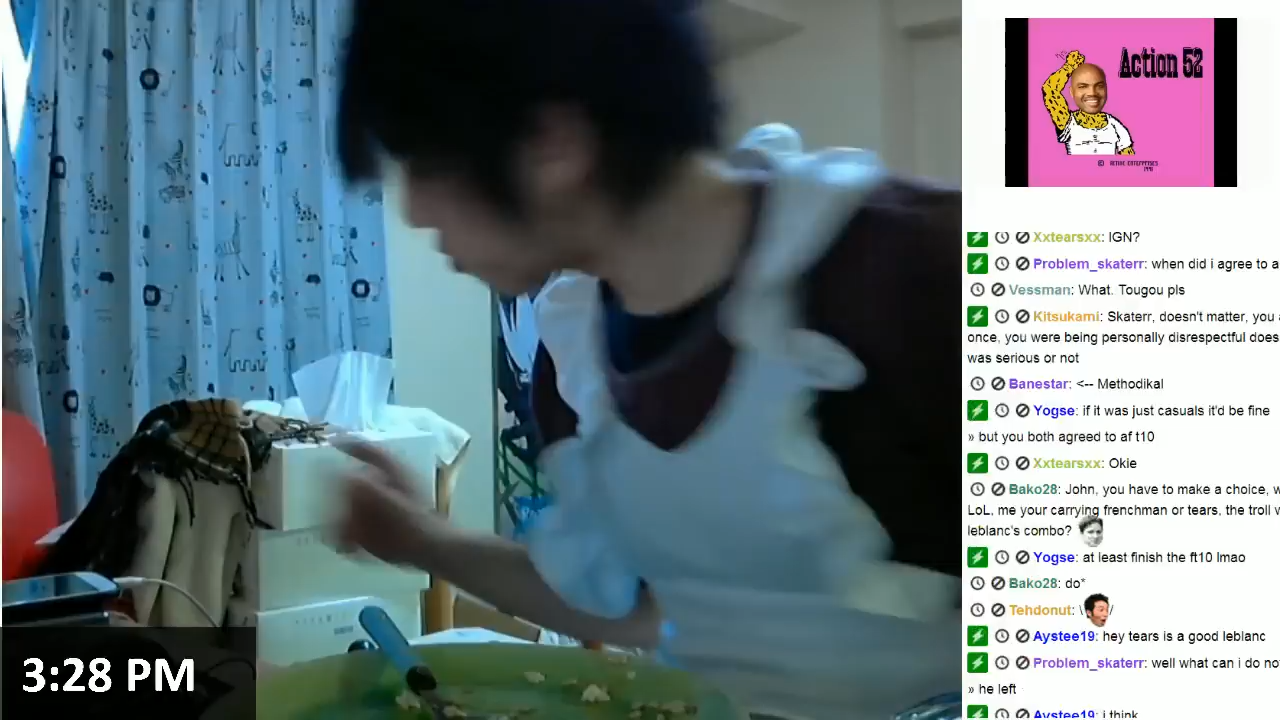 Action 52
© ACTIVE ENTERPRISES
Xxtearsxx: IGN?
Problem_skaterr: when did i agree to a
Vessman: What. Tougou pls
Kitsukami: Skaterr, doesn't matter, you a
once, you were being personally disrespectful does
was serious or not
Banestar: <-- Methodikal
Yogse: if it was just casuals it'd be fine
» but you both agreed to af t10
Xxtearsxx: Okie
Bako28: John, you have to make a choice, w
LoL, me your carrying frenchman or tears, the troll w
leblanc's combo?
Yogse: at least finish the ft10 lmao
Bako28: do*
Tehdonut: \ /
Aystee19: hey tears is a good leblanc
Problem_skaterr: well what can i do no
» he left
Aystee19: i think
3:28 PM